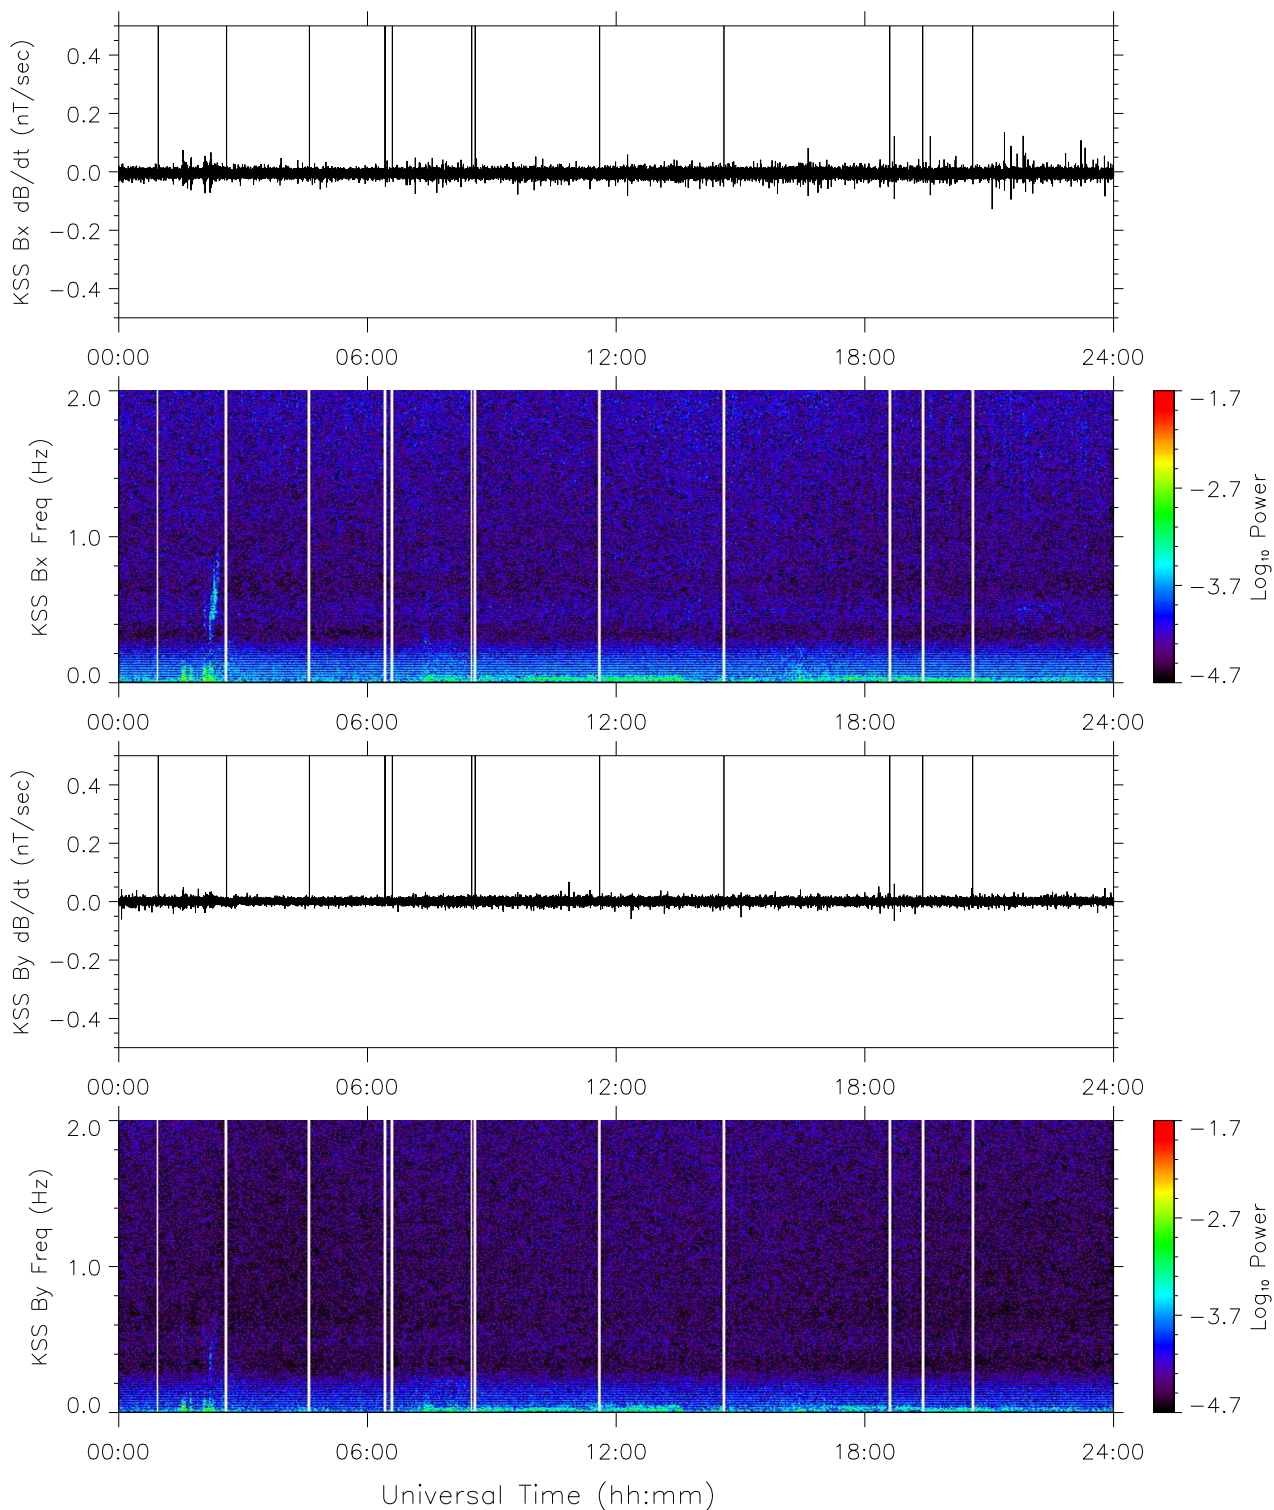 KSS Bx dB/dt (nT/sec)
0.4
0.2
0.0
−0.2
−0.4
00:00 06:00 12:00 18:00 24:00
KSS Bx Freq (Hz)
2.0
1.0
0.0
−1.7
−2.7
−3.7
−4.7
Log₁₀ Power
00:00 06:00 12:00 18:00 24:00
KSS By dB/dt (nT/sec)
0.4
0.2
0.0
−0.2
−0.4
00:00 06:00 12:00 18:00 24:00
KSS By Freq (Hz)
2.0
1.0
0.0
−1.7
−2.7
−3.7
−4.7
Log₁₀ Power
00:00 06:00 12:00 18:00 24:00
Universal Time (hh:mm)